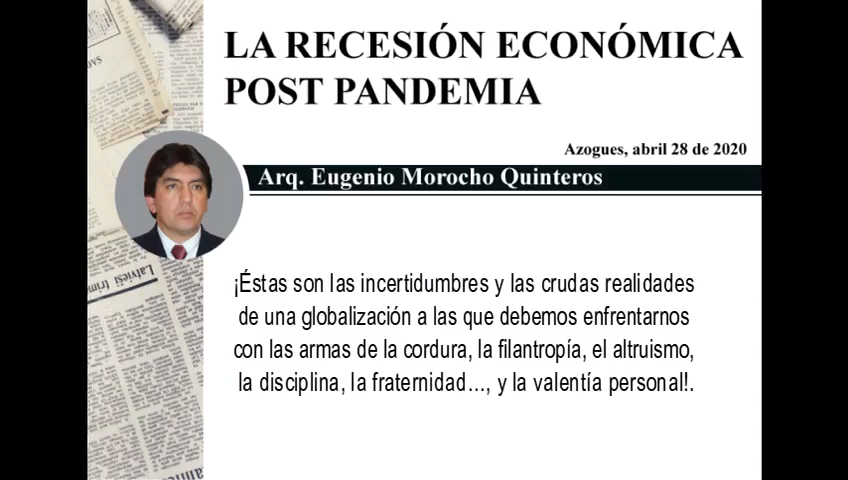 LA RECESIÓN ECONÓMICA
POST PANDEMIA
Azogues, abril 28 de 2020
Arq. Eugenio Morocho Quinteros
¡Éstas son las incertidumbres y las crudas realidades
de una globalización a las que debemos enfrentarnos
con las armas de la cordura, la filantropía, el altruismo,
la disciplina, la fraternidad…, y la valentía personal!.
Latvieši